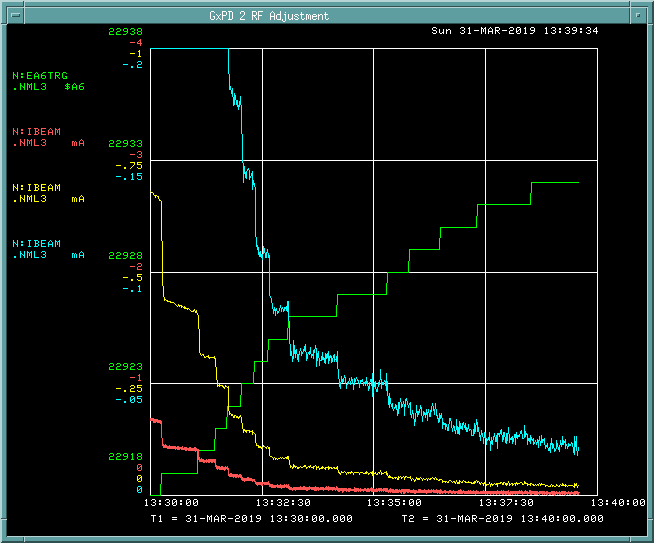 GxPD 2 RF Adjustment
Sun 31-MAR-2019 13:39:34
22938
-4
-1
-.2
N:EA6TRG
.NML3 $A6
N:IBEAM
.NML3 mA
22933
-3
-.75
-.15
N:IBEAM
.NML3 mA
N:IBEAM
.NML3 mA
22928
-2
-.5
-.1
22923
-1
-.25
-.05
22918
0
0
0
13:30:00 13:32:30 13:35:00 13:37:30 13:40:00
T1 = 31-MAR-2019 13:30:00.000 T2 = 31-MAR-2019 13:40:00.000